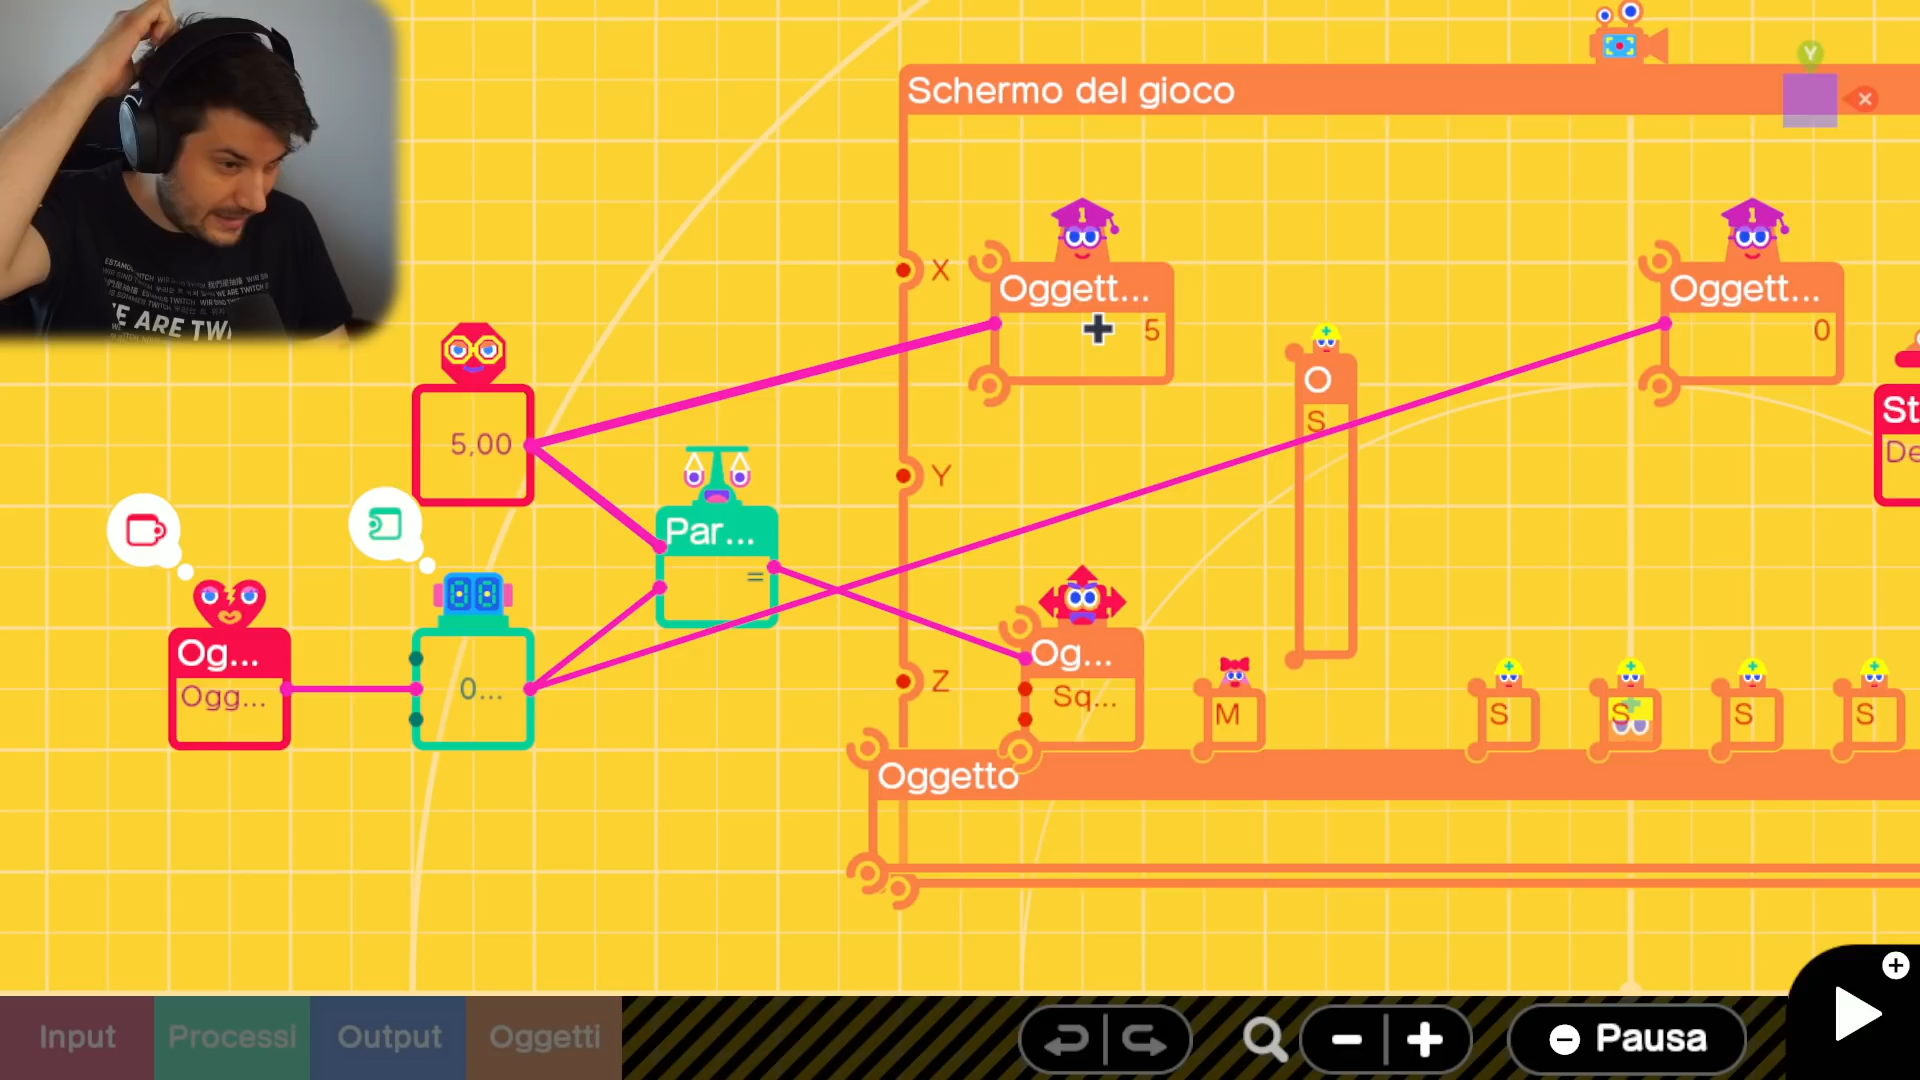 Schermo del gioco
Y
X
Oggett...
5
Oggett...
0
O
S
5,00
Y
St
De
Par...
=
Og...
Ogg...
0...
Z
Og...
Sq...
M
S
S
S
S
Oggetto
WE ARE TW
Input
Processi
Output
Oggetti
Pausa